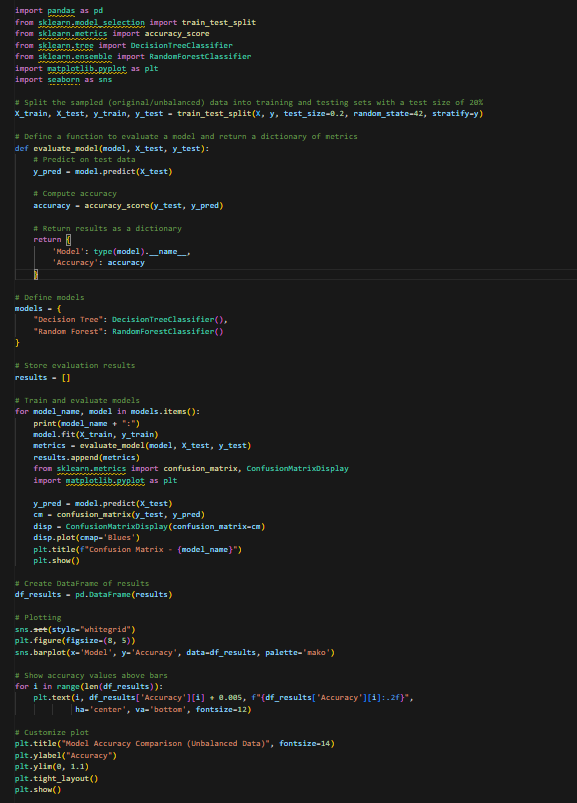 import pandas as pd
from sklearn.model_selection import train_test_split
from sklearn.metrics import accuracy_score
from sklearn.tree import DecisionTreeClassifier
from sklearn.ensemble import RandomForestClassifier
import matplotlib.pyplot as plt
import seaborn as sns

# Split the sampled (original/unbalanced) data into training and testing sets with a test size of 20%
X_train, X_test, y_train, y_test = train_test_split(X, y, test_size=0.2, random_state=42, stratify=y)

# Define a function to evaluate a model and return a dictionary of metrics
def evaluate_model(model, X_test, y_test):
    # Predict on test data
    y_pred = model.predict(X_test)

    # Compute accuracy
    accuracy = accuracy_score(y_test, y_pred)

    # Return results as a dictionary
    return {
        'Model': type(model).__name__,
        'Accuracy': accuracy
    }

# Define models
models = {
    "Decision Tree": DecisionTreeClassifier(),
    "Random Forest": RandomForestClassifier()
}

# Store evaluation results
results = []

# Train and evaluate models
for model_name, model in models.items():
    print(model_name + ":")
    model.fit(X_train, y_train)
    metrics = evaluate_model(model, X_test, y_test)
    results.append(metrics)
    from sklearn.metrics import confusion_matrix, ConfusionMatrixDisplay
    import matplotlib.pyplot as plt

    y_pred = model.predict(X_test)
    cm = confusion_matrix(y_test, y_pred)
    disp = ConfusionMatrixDisplay(confusion_matrix=cm)
    disp.plot(cmap='Blues')
    plt.title(f"Confusion Matrix - {model_name}")
    plt.show()

# Create DataFrame of results
df_results = pd.DataFrame(results)

# Plotting
sns.set(style="whitegrid")
plt.figure(figsize=(8, 5))
sns.barplot(x='Model', y='Accuracy', data=df_results, palette='mako')

# Show accuracy values above bars
for i in range(len(df_results)):
    plt.text(i, df_results['Accuracy'][i] + 0.005, f"{df_results['Accuracy'][i]:.2f}",
             ha='center', va='bottom', fontsize=12)

# Customize plot
plt.title("Model Accuracy Comparison (Unbalanced Data)", fontsize=14)
plt.ylabel("Accuracy")
plt.ylim(0, 1.1)
plt.tight_layout()
plt.show()